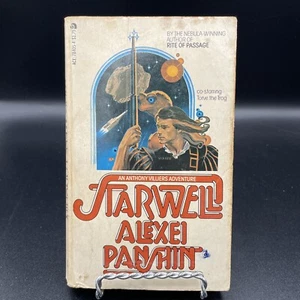 BY THE NEBULA-WINNING
AUTHOR OF
RITE OF PASSAGE
co-starring
Torve the trog
AN ANTHONY VILLIERS ADVENTURE
STARWELL
ALEXEI
PANSHIN